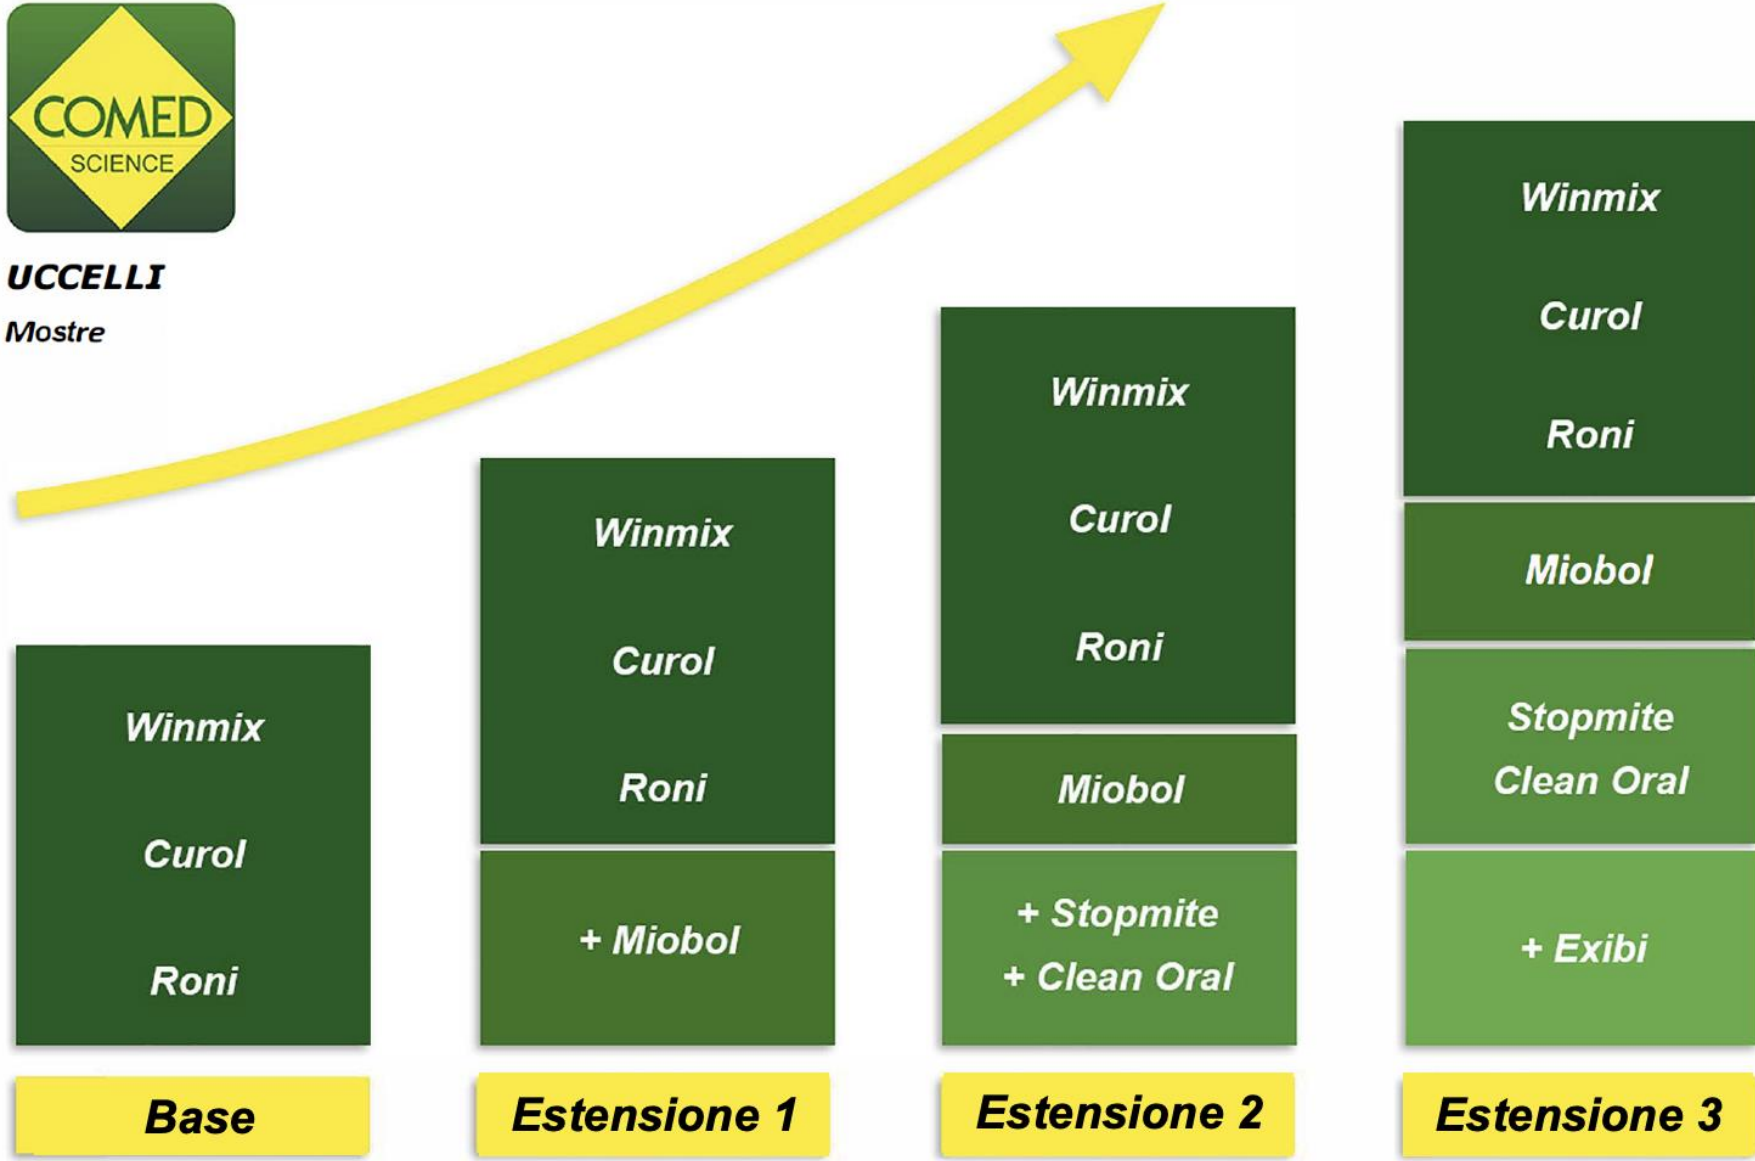 COMED
SCIENCE
UCCELLI
Mostre
Winmix
Curol
Roni
Base
Winmix
Curol
Roni
+ Miobol
Estensione 1
Winmix
Curol
Roni
Miobol
+ Stopmite
+ Clean Oral
Estensione 2
Winmix
Curol
Roni
Miobol
Stopmite
Clean Oral
+ Exibi
Estensione 3